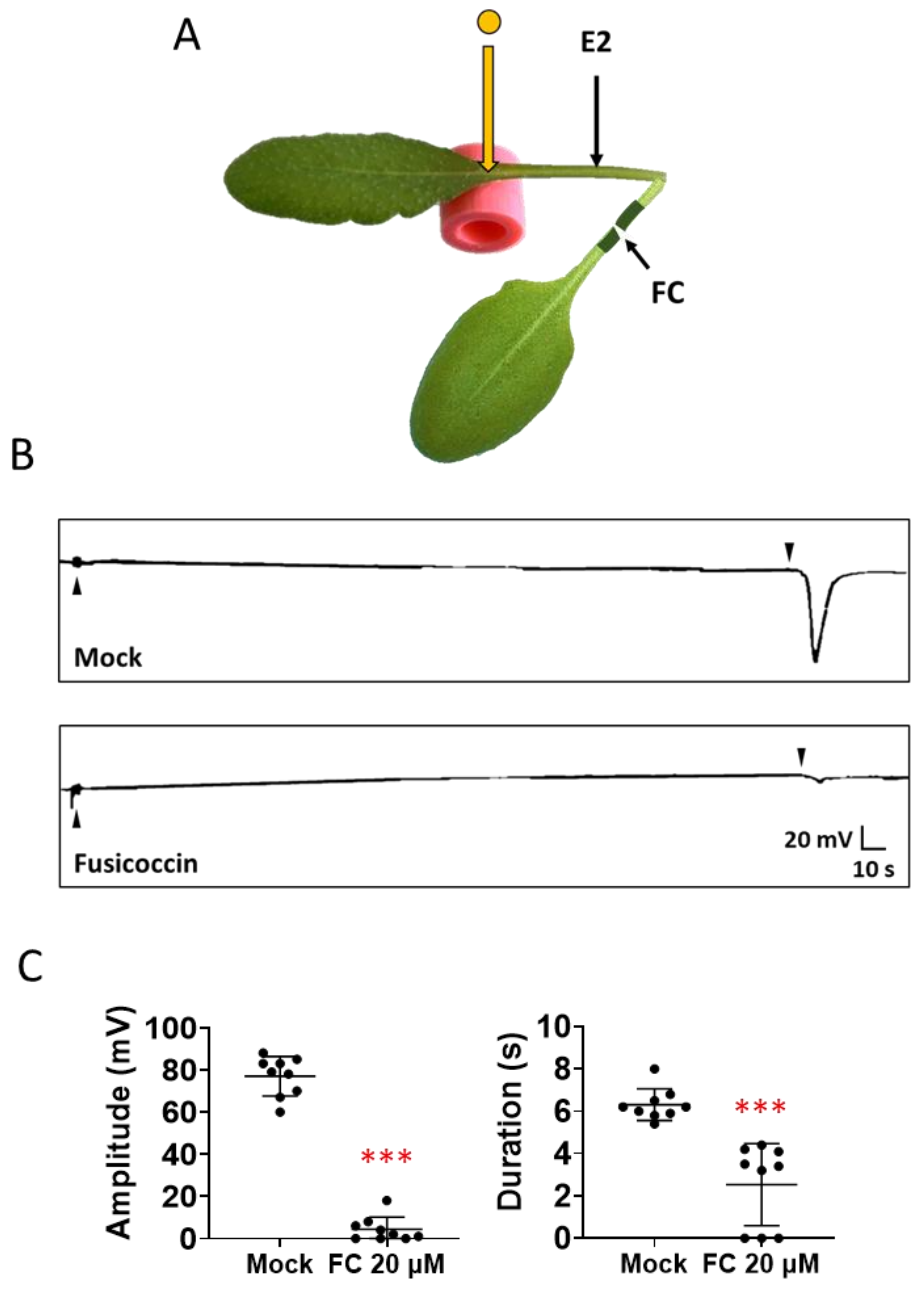 A
E2
FC
B
Mock
Fusicoccin
20 mV
10 s
C
Amplitude (mV)
100
80
60
40
20
0
Mock FC 20 µM
***
Duration (s)
10
8
6
4
2
0
Mock FC 20 µM
***